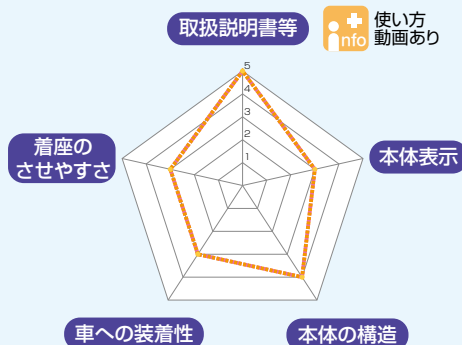 取扱説明書等
nfo
使い方
動画あり
5
4
3
2
1
着座の
させやすさ
本体表示
車への装着性
本体の構造